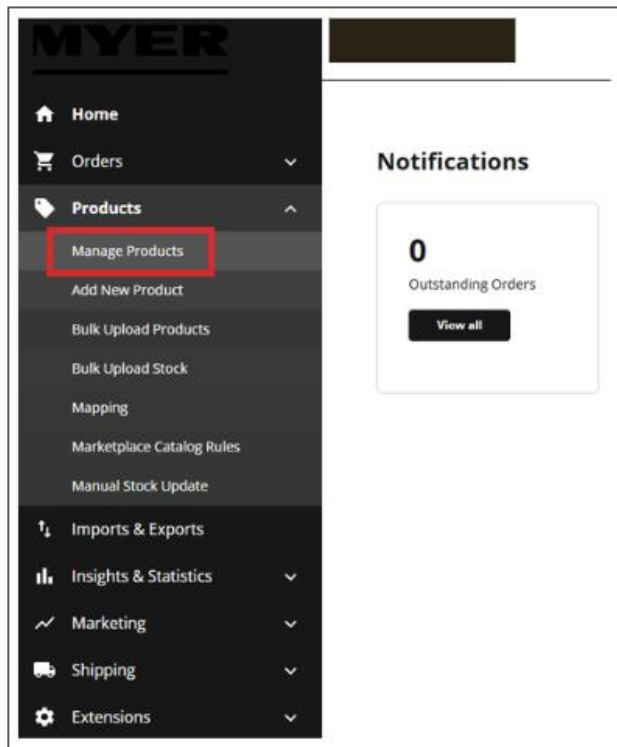 MYER
Home
Orders
Products
Manage Products
Add New Product
Bulk Upload Products
Bulk Upload Stock
Mapping
Marketplace Catalog Rules
Manual Stock Update
Imports & Exports
Insights & Statistics
Marketing
Shipping
Extensions
Notifications
0
Outstanding Orders
View all